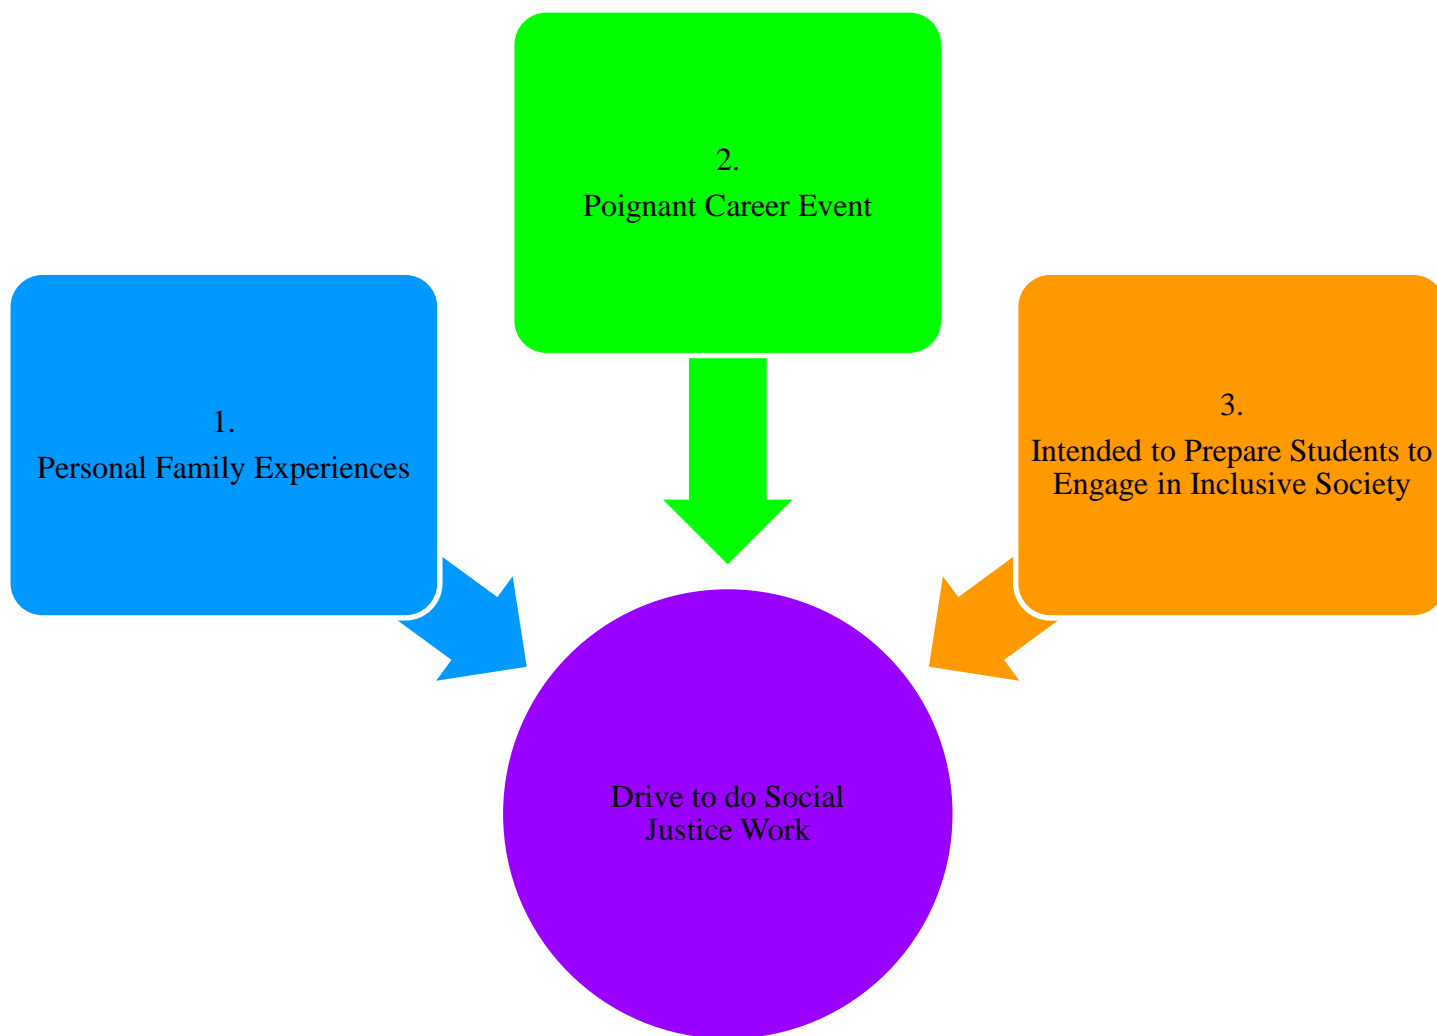 1.
Personal Family Experiences
2.
Poignant Career Event
3.
Intended to Prepare Students to
Engage in Inclusive Society
Drive to do Social
Justice Work